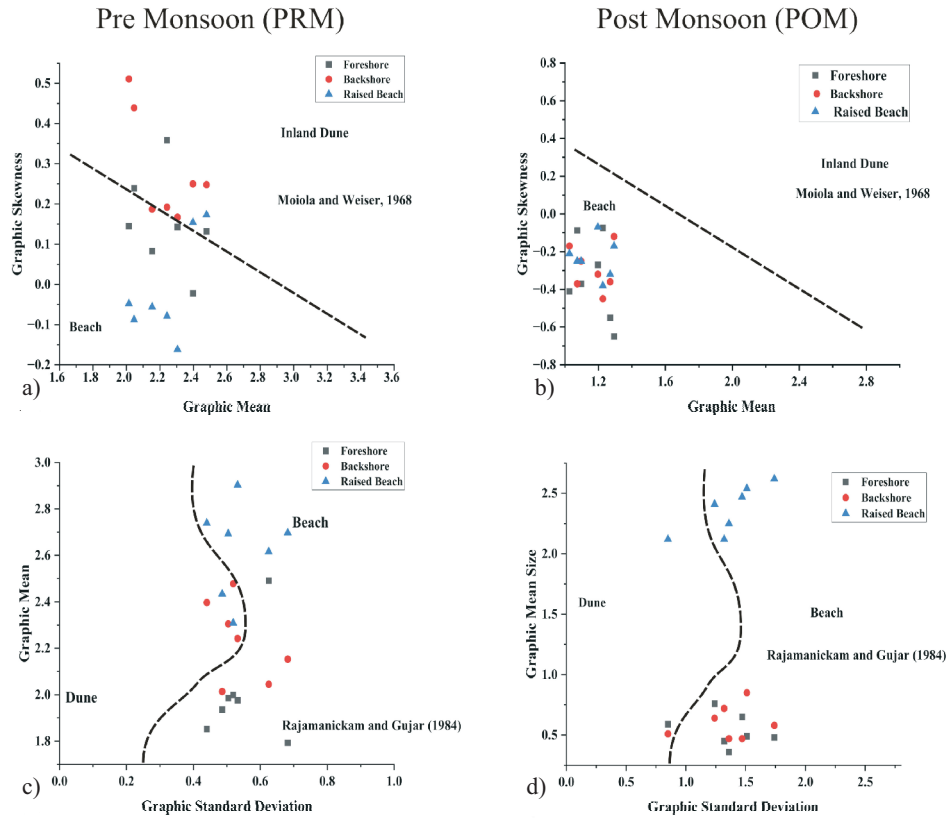 Pre Monsoon (PRM)
Post Monsoon (POM)
Foreshore
Backshore
Raised Beach
0.5
0.4
0.3
0.2
0.1
0.0
−0.1
−0.2
Graphic Skewness
Inland Dune
Moiola and Weiser, 1968
Beach
1.6
2.0
2.2
2.4
2.6
2.8
3.0
3.2
3.4
3.6
a)
Graphic Mean
Foreshore
Backshore
Raised Beach
0.8
0.6
0.4
0.2
0.0
−0.2
−0.4
−0.6
−0.8
Graphic Skewness
Inland Dune
Moiola and Weiser, 1968
Beach
1.2
1.6
2.0
2.4
2.8
b)
Graphic Mean
Foreshore
Backshore
Raised Beach
3.0
2.8
2.6
2.4
2.2
2.0
1.8
Graphic Mean
Beach
Dune
Rajamanickam and Gujar (1984)
0.0
0.2
0.4
0.6
0.8
1.0
c)
Graphic Standard Deviation
Foreshore
Backshore
Raised Beach
2.5
2.0
1.5
1.0
0.5
Graphic Mean Size
Dune
Beach
Rajamanickam and Gujar (1984)
0.0
0.5
1.0
1.5
2.0
2.5
d)
Graphic Standard Deviation